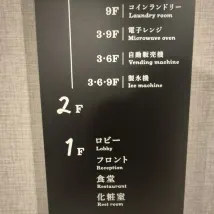 9F コインランドリー
Laundry room
3·9F 電子レンジ
Microwave oven
3·6F 自動販売機
Vending machine
3·6·9F 製氷機
Ice machine
2F
1F ロビー
Lobby
フロント
Reception
食堂
Restaurant
化粧室
Rest room